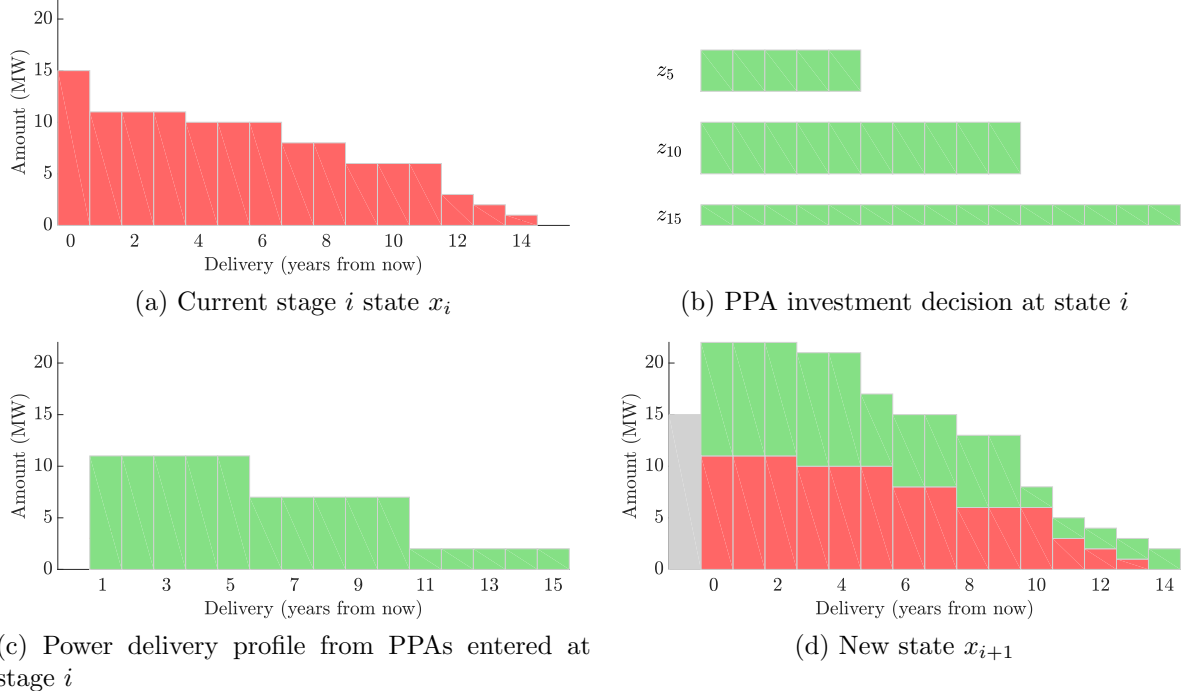 20
15
10
5
0
Amount (MW)
0 2 4 6 8 10 12 14
Delivery (years from now)
(a) Current stage i state x_i
z_5
z_10
z_15
(b) PPA investment decision at state i
20
15
10
5
0
Amount (MW)
1 3 5 7 9 11 13 15
Delivery (years from now)
(c) Power delivery profile from PPAs entered at
stage i
20
15
10
5
0
Amount (MW)
0 2 4 6 8 10 12 14
Delivery (years from now)
(d) New state x_{i+1}